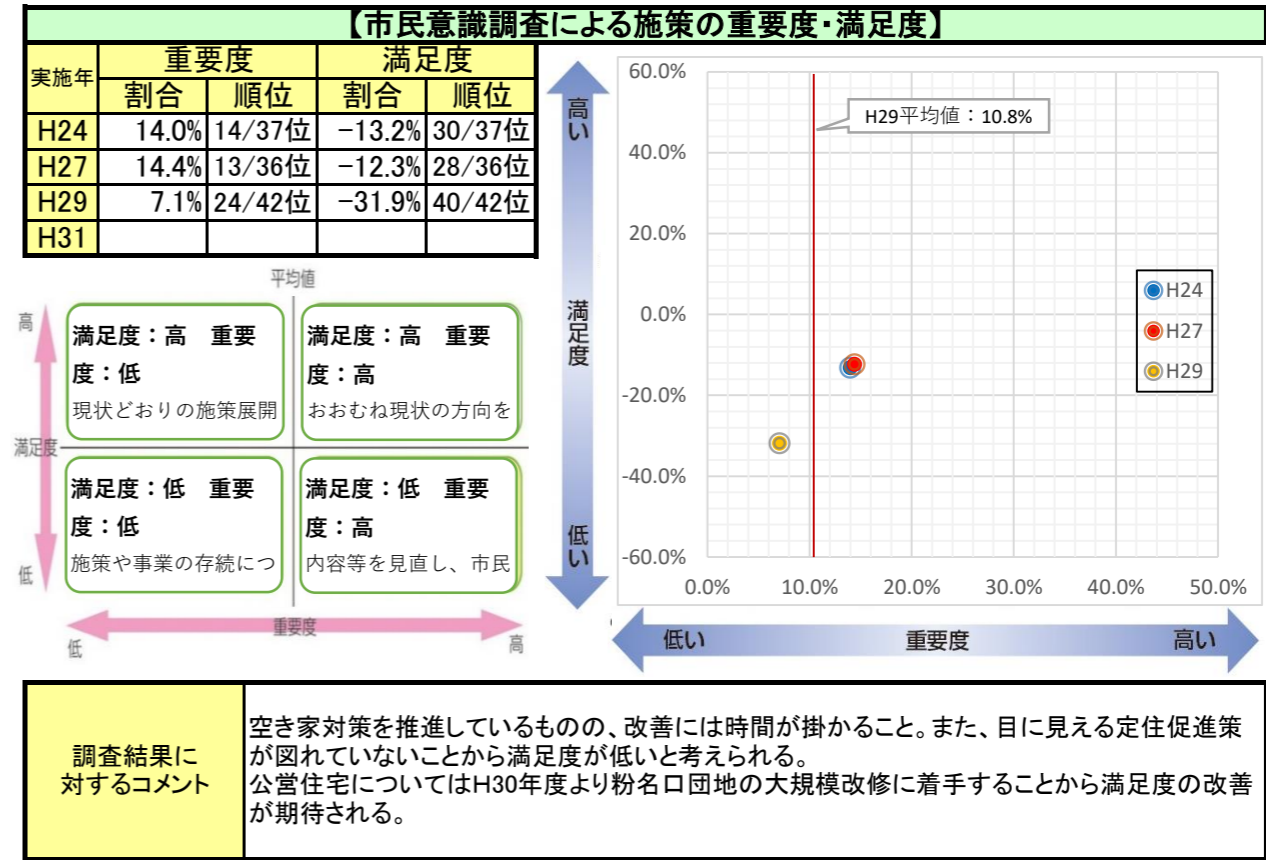 【市民意識調査による施策の重要度・満足度】
実施年 重要度 満足度
割合 順位 割合 順位
H24 14.0% 14/37位 −13.2% 30/37位
H27 14.4% 13/36位 −12.3% 28/36位
H29 7.1% 24/42位 −31.9% 40/42位
H31
平均値
高
満足度
低
満足度：高　重要
度：低
現状どおりの施策展開
満足度：高　重要
度：高
おおむね現状の方向を
満足度：低　重要
度：低
施策や事業の存続につ
満足度：低　重要
度：高
内容等を見直し、市民
低
重要度
高
高い
満足度
低い
60.0%
40.0%
20.0%
0.0%
-20.0%
-40.0%
-60.0%
H29平均値：10.8%
H24
H27
H29
0.0% 10.0% 20.0% 30.0% 40.0% 50.0%
低い 重要度 高い
調査結果に
対するコメント
空き家対策を推進しているものの、改善には時間が掛かること。また、目に見える定住促進策
が図れていないことから満足度が低いと考えられる。
公営住宅についてはH30年度より粉名口団地の大規模改修に着手することから満足度の改善
が期待される。